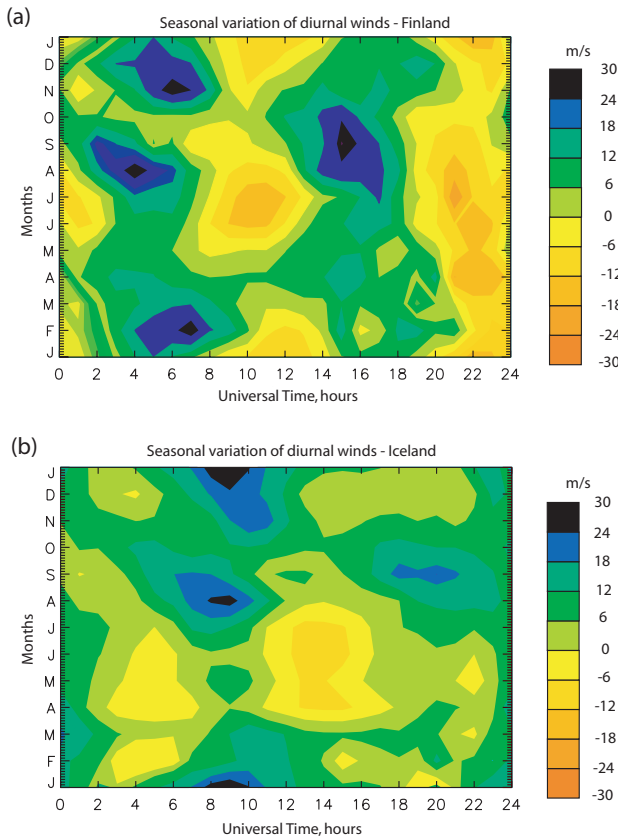 (a)
Seasonal variation of diurnal winds - Finland
m/s
J
D
N
O
S
A
J
J
M
A
M
F
J
Months
0 2 4 6 8 10 12 14 16 18 20 22 24
Universal Time, hours
30
24
18
12
6
0
-6
-12
-18
-24
-30
(b)
Seasonal variation of diurnal winds - Iceland
m/s
J
D
N
O
S
A
J
J
M
A
M
F
J
Months
0 2 4 6 8 10 12 14 16 18 20 22 24
Universal Time, hours
30
24
18
12
6
0
-6
-12
-18
-24
-30